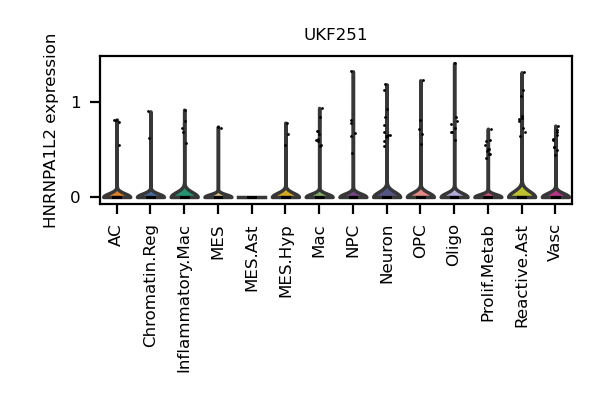 UKF251
HNRNPA1L2 expression
1
0
AC
Chromatin.Reg
Inflammatory.Mac
MES
MES.Ast
MES.Hyp
Mac
NPC
Neuron
OPC
Oligo
Prolif.Metab
Reactive.Ast
Vasc